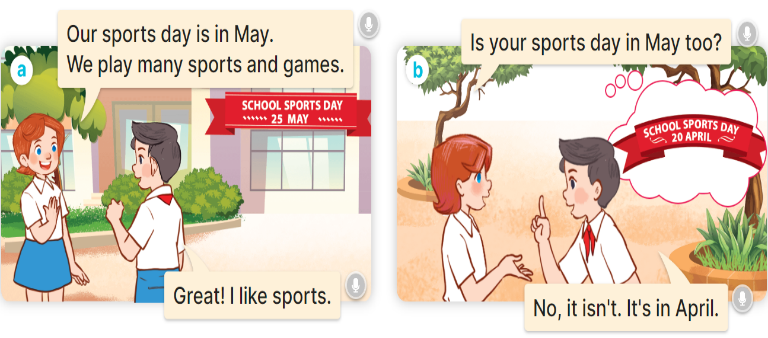 Our sports day is in May.
We play many sports and games.
a
SCHOOL SPORTS DAY
25 MAY
Great! I like sports.
Is your sports day in May too?
b
SCHOOL SPORTS DAY
20 APRIL
No, it isn't. It's in April.